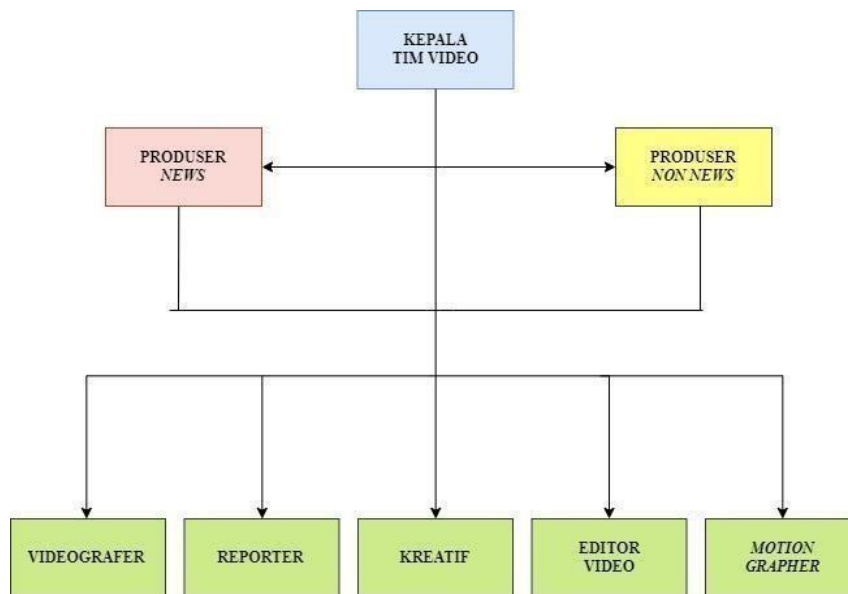 KEPALA
TIM VIDEO
PRODUSER
NEWS
PRODUSER
NON NEWS
VIDEOGRAFER
REPORTER
KREATIF
EDITOR
VIDEO
MOTION
GRAPHER